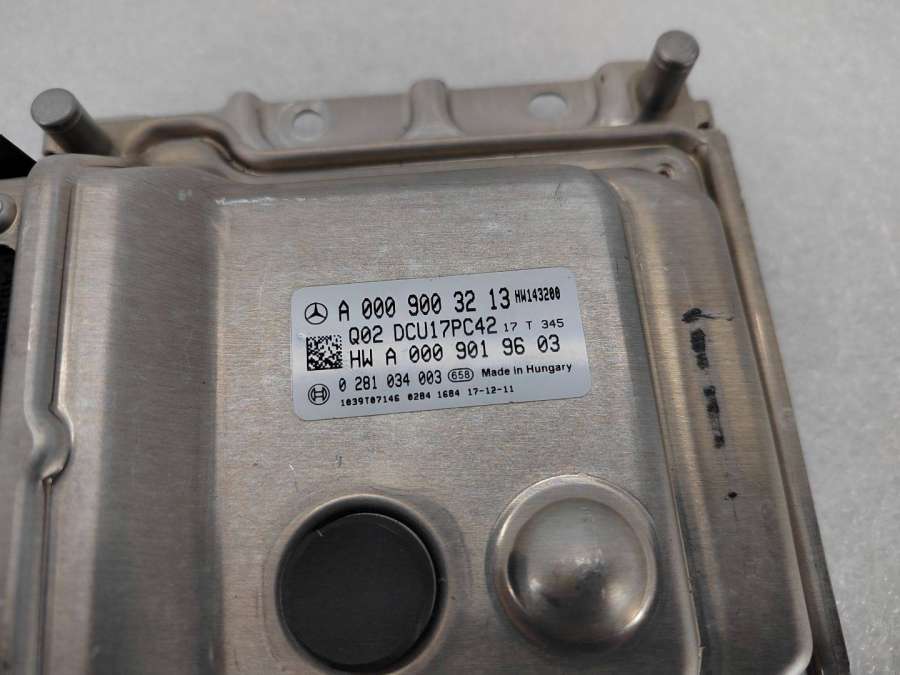 A 000 900 32 13 HW143200
Q02 DCU17PC42 17 T 345
HW A 000 901 96 03
0 281 034 003 658 Made in Hungary
1039T07146 0284 1684 17-12-11